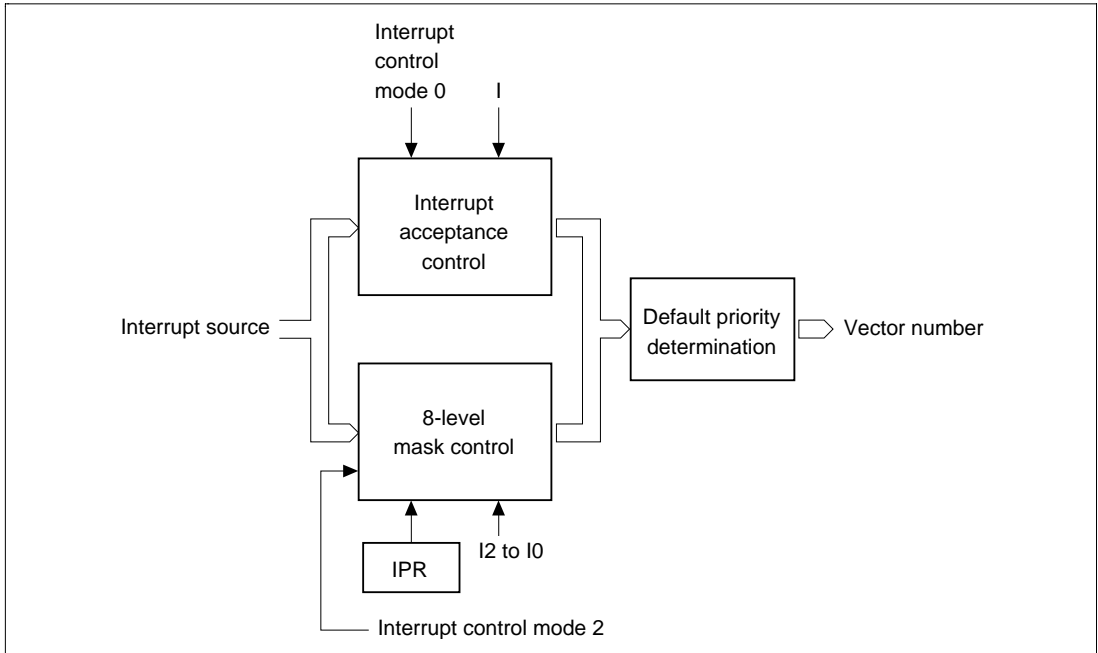 Interrupt
control
mode 0
I
Interrupt
acceptance
control
Interrupt source
Default priority
determination
Vector number
8-level
mask control
I2 to I0
IPR
Interrupt control mode 2